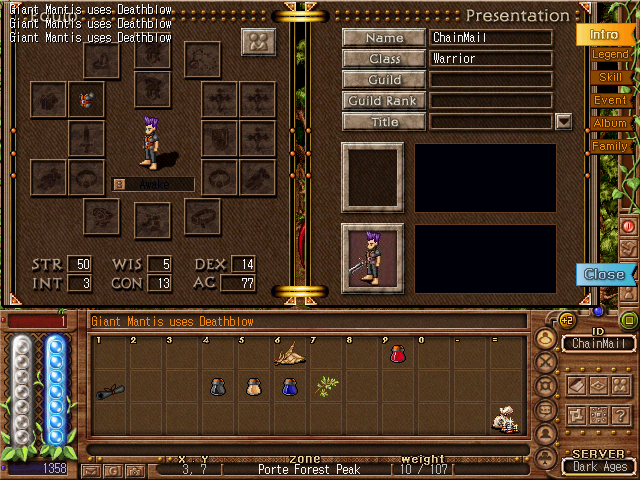 Giant Mantis uses Deathblow
Giant Mantis uses Deathblow
Giant Mantis uses Deathblow
Presentation
Name ChainMail
Class Warrior
Guild
Guild Rank
Title
Intro
Legend
Skill
Event
Album
Family
Close
Awake
STR 50 WIS 5 DEX 14
INT 3 CON 13 AC 77
1
Giant Mantis uses Deathblow
+2
ID
ChainMail
1 2 3 4 5 6 7 8 9 0 - =
1358
X Y zone weight
3, 7 Porte Forest Peak 10 / 107
SERVER
Dark Ages